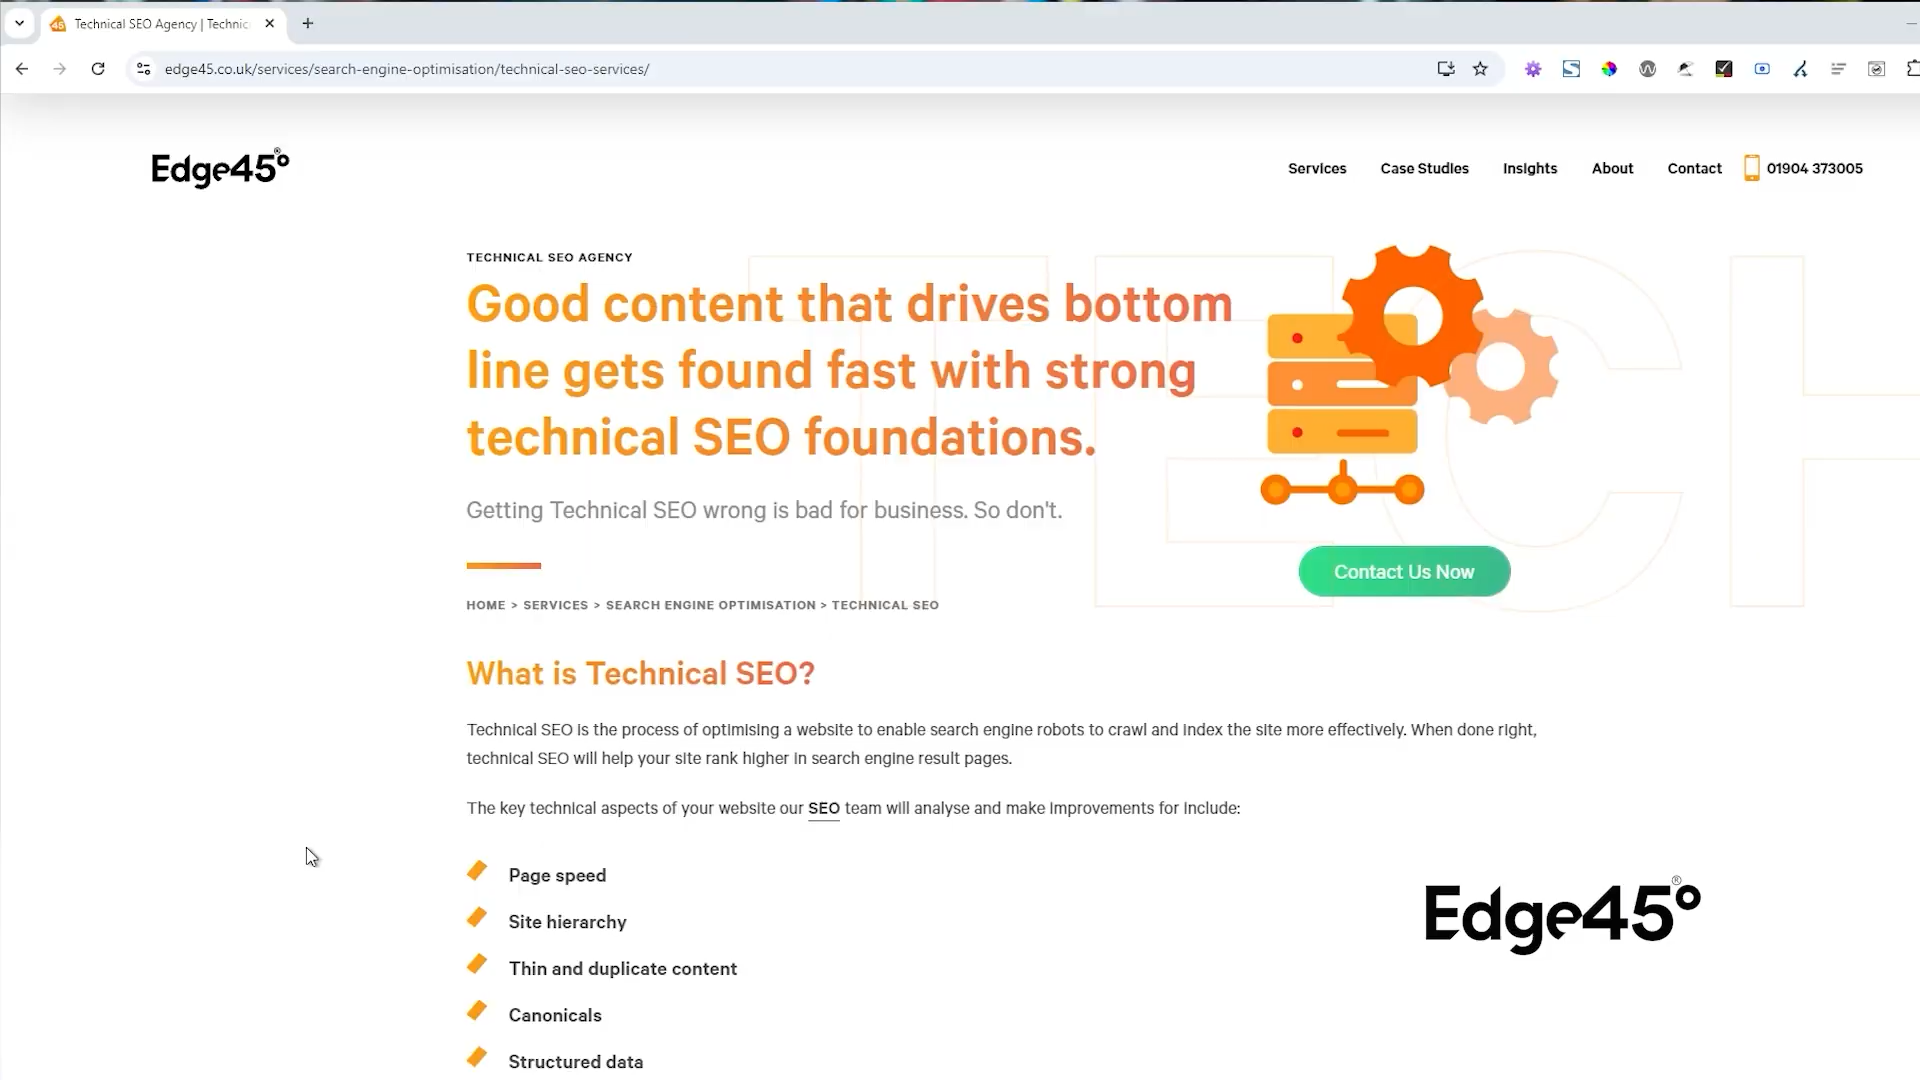 Technical SEO Agency | Technic
edge45.co.uk/services/search-engine-optimisation/technical-seo-services/
Edge45®
Services
Case Studies
Insights
About
Contact
01904 373005
TECH
TECHNICAL SEO AGENCY
Good content that drives bottom
line gets found fast with strong
technical SEO foundations.
Getting Technical SEO wrong is bad for business. So don't.
Contact Us Now
HOME > SERVICES > SEARCH ENGINE OPTIMISATION > TECHNICAL SEO
What is Technical SEO?
Technical SEO is the process of optimising a website to enable search engine robots to crawl and index the site more effectively. When done right,
technical SEO will help your site rank higher in search engine result pages.
The key technical aspects of your website our SEO team will analyse and make improvements for include:
Page speed
Site hierarchy
Thin and duplicate content
Canonicals
Structured data
Edge45®